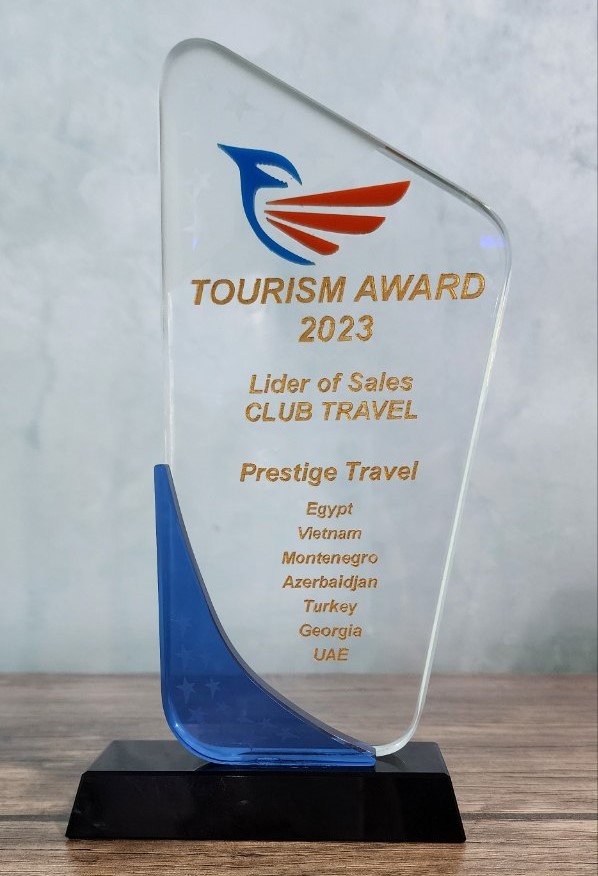 TOURISM AWARD
2023
Lider of Sales
CLUB TRAVEL
Prestige Travel
Egypt
Vietnam
Montenegro
Azerbaidjan
Turkey
Georgia
UAE